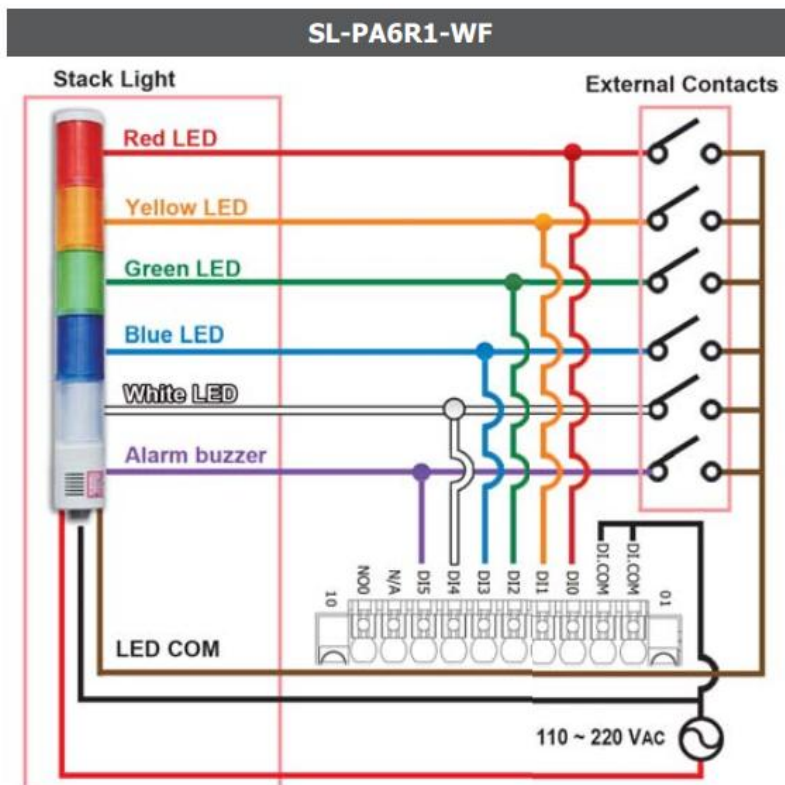 SL-PA6R1-WF
Stack Light
External Contacts
Red LED
Yellow LED
Green LED
Blue LED
White LED
Alarm buzzer
10
NO0
N/A
DI5
DI4
DI3
DI2
DI1
DI0
DI.COM
DI.COM
01
LED COM
110 ~ 220 VAC